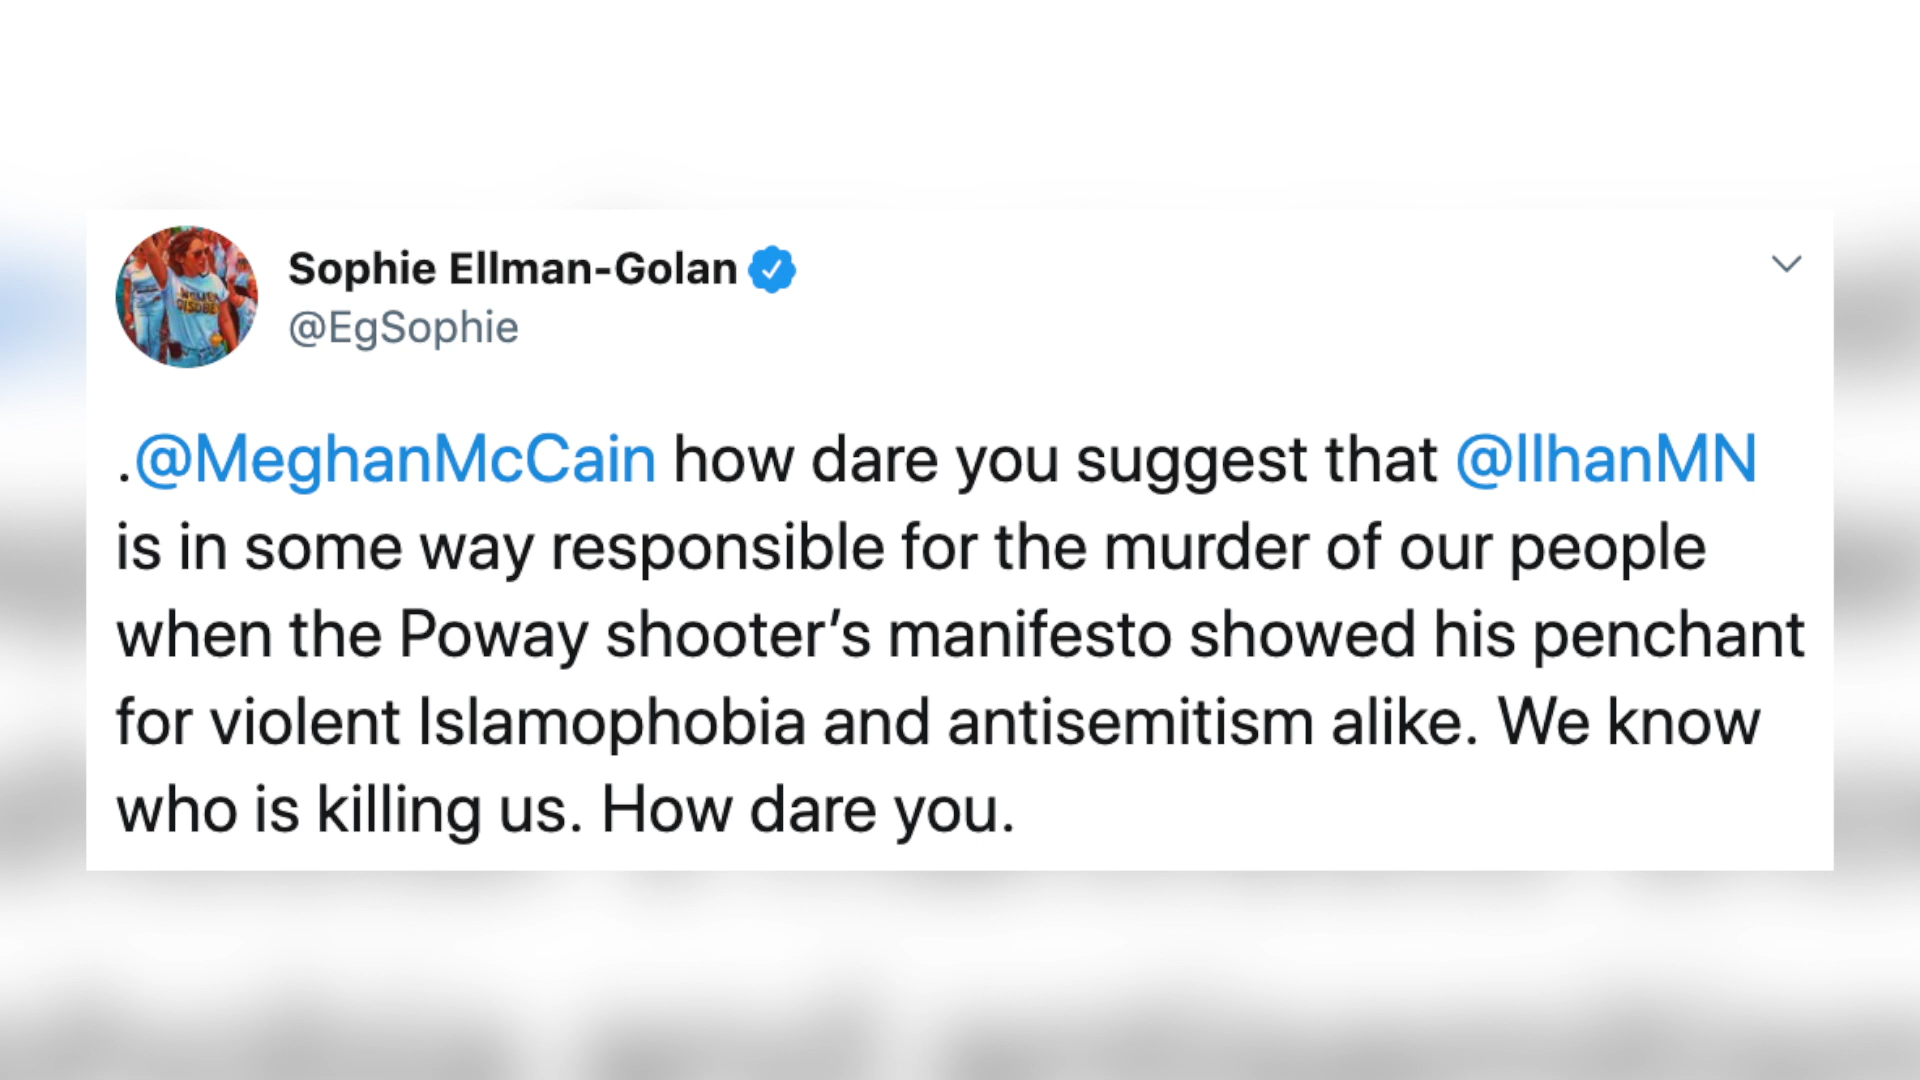 Sophie Ellman-Golan
@EgSophie
.@MeghanMcCain how dare you suggest that @IlhanMN
is in some way responsible for the murder of our people
when the Poway shooter’s manifesto showed his penchant
for violent Islamophobia and antisemitism alike. We know
who is killing us. How dare you.